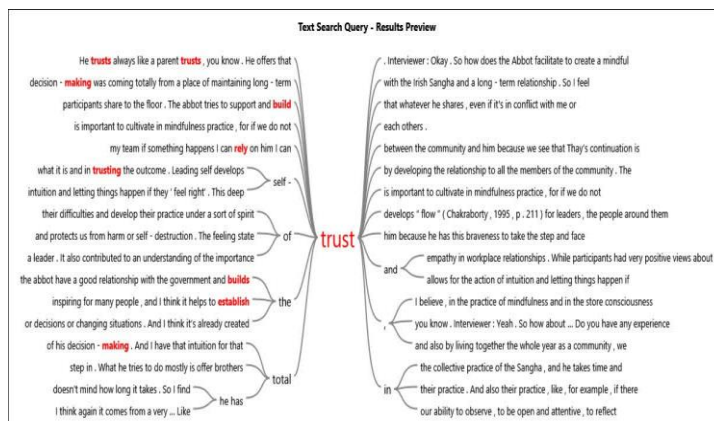 Text Search Query - Results Preview
He trusts always like a parent trusts , you know . He offers that
decision - making was coming totally from a place of maintaining long - term
participants share to the floor . The abbot tries to support and build
is important to cultivate in mindfulness practice , for if we do not
my team if something happens I can rely on him I can
what it is and in trusting the outcome . Leading self develops
intuition and letting things happen if they ' feel right' . This deep
self -
their difficulties and develop their practice under a sort of spirit
and protects us from harm or self - destruction . The feeling state
a leader . It also contributed to an understanding of the importance
of
the abbot have a good relationship with the government and builds
inspiring for many people , and I think it helps to establish
or decisions or changing situations . And I think it's already created
the
of his decision - making . And I have that intuition for that
step in . What he tries to do mostly is offer brothers
doesn't mind how long it takes . So I find
I think again it comes from a very ... Like
he has
total
trust
. Interviewer : Okay . So how does the Abbot facilitate to create a mindful
with the Irish Sangha and a long - term relationship . So I feel
that whatever he shares , even if it's in conflict with me or
each others .
between the community and him because we see that Thay's continuation is
by developing the relationship to all the members of the community . The
is important to cultivate in mindfulness practice , for if we do not
develops " flow " ( Chakraborty , 1995 , p . 211 ) for leaders , the people around them
him because he has this braveness to take the step and face
and
empathy in workplace relationships . While participants had very positive views about
allows for the action of intuition and letting things happen if
,
I believe , in the practice of mindfulness and in the store consciousness
you know . Interviewer : Yeah . So how about ... Do you have any experience
and also by living together the whole year as a community , we
in
the collective practice of the Sangha , and he takes time and
their practice . And also their practice , like , for example , if there
our ability to observe , to be open and attentive , to reflect